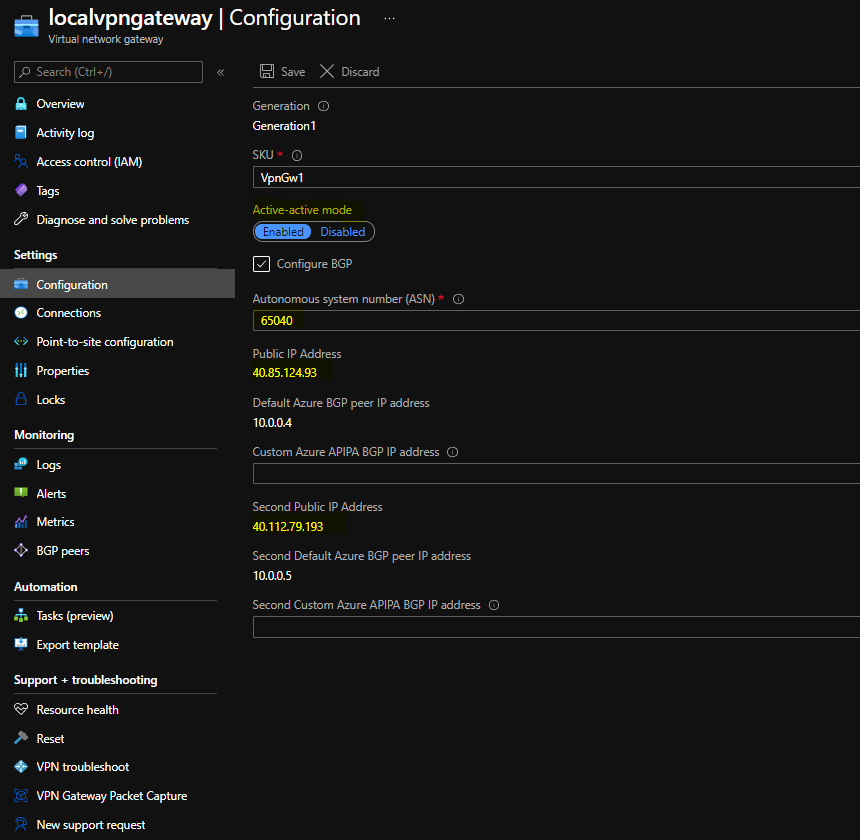 localvpngateway | Configuration ...
Virtual network gateway
Search (Ctrl+/)
«
Overview
Activity log
Access control (IAM)
Tags
Diagnose and solve problems
Settings
Configuration
Connections
Point-to-site configuration
Properties
Locks
Monitoring
Logs
Alerts
Metrics
BGP peers
Automation
Tasks (preview)
Export template
Support + troubleshooting
Resource health
Reset
VPN troubleshoot
VPN Gateway Packet Capture
New support request
Save Discard
Generation
Generation1
SKU *
VpnGw1
Active-active mode
Enabled Disabled
Configure BGP
Autonomous system number (ASN) *
65040
Public IP Address
40.85.124.93
Default Azure BGP peer IP address
10.0.0.4
Custom Azure APIPA BGP IP address
Second Public IP Address
40.112.79.193
Second Default Azure BGP peer IP address
10.0.0.5
Second Custom Azure APIPA BGP IP address